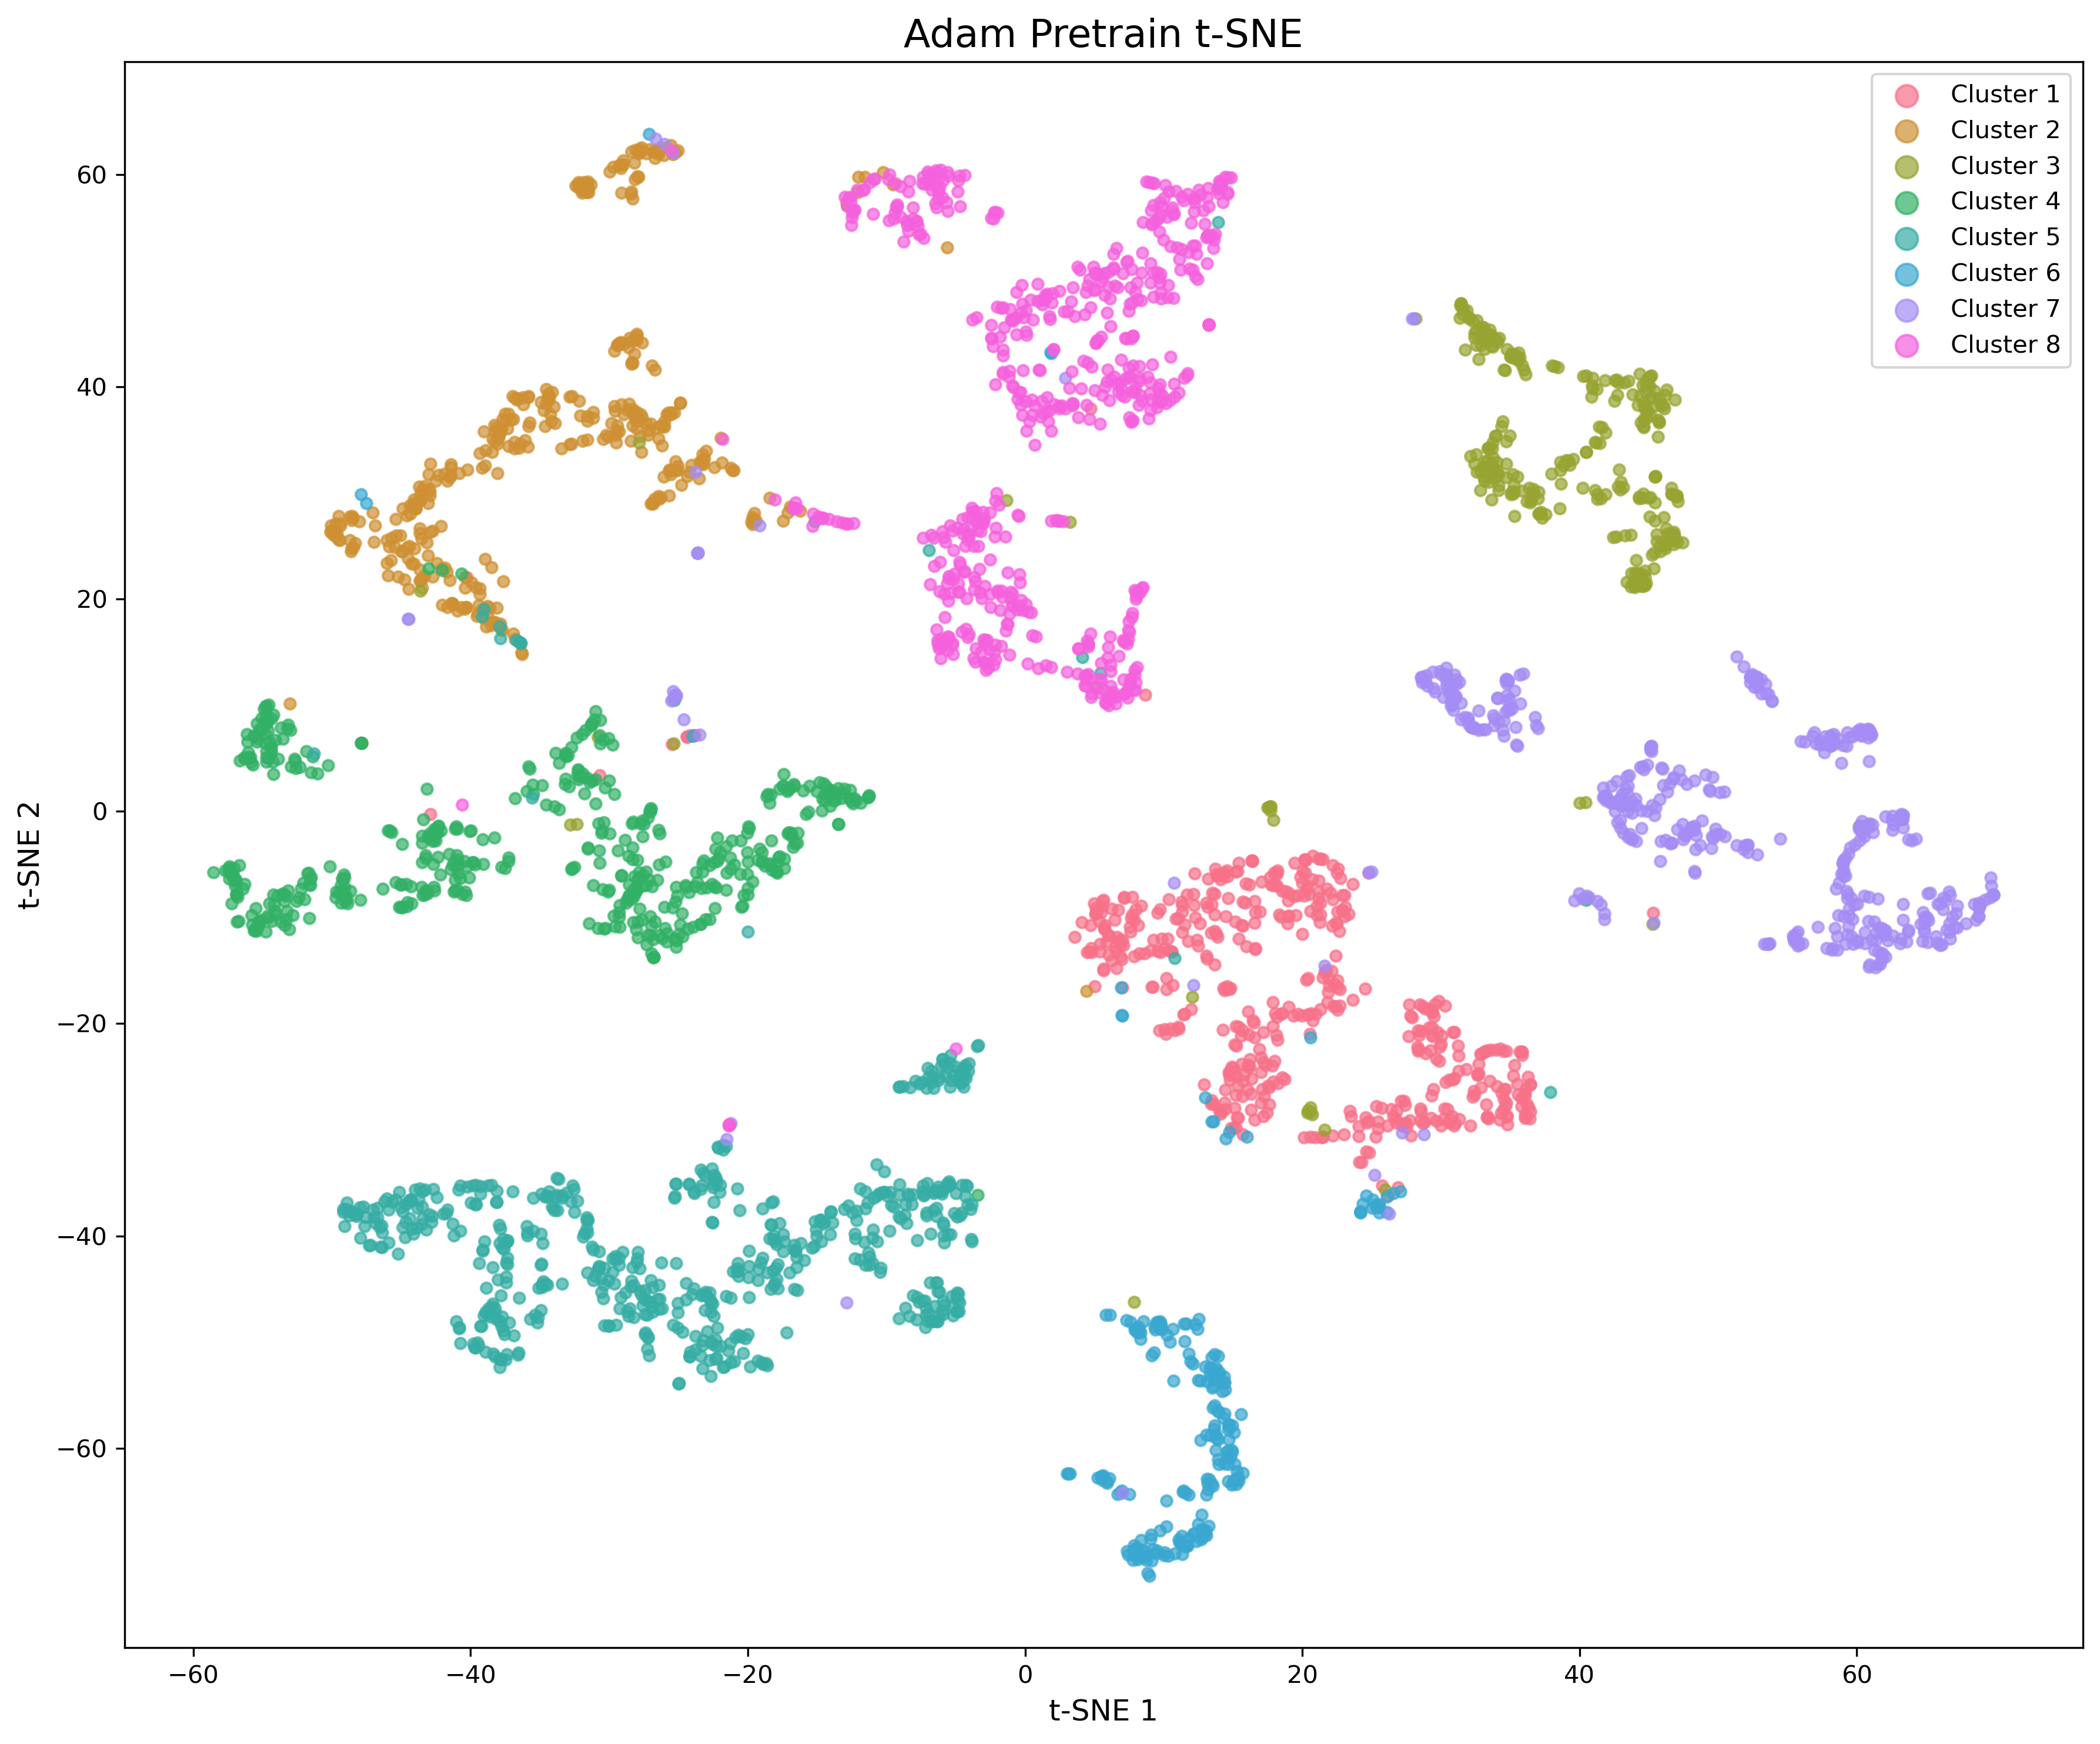 Adam Pretrain t-SNE
Cluster 1
Cluster 2
Cluster 3
Cluster 4
Cluster 5
Cluster 6
Cluster 7
Cluster 8
60
40
20
0
−20
−40
−60
t-SNE 2
−60 −40 −20 0 20 40 60
t-SNE 1